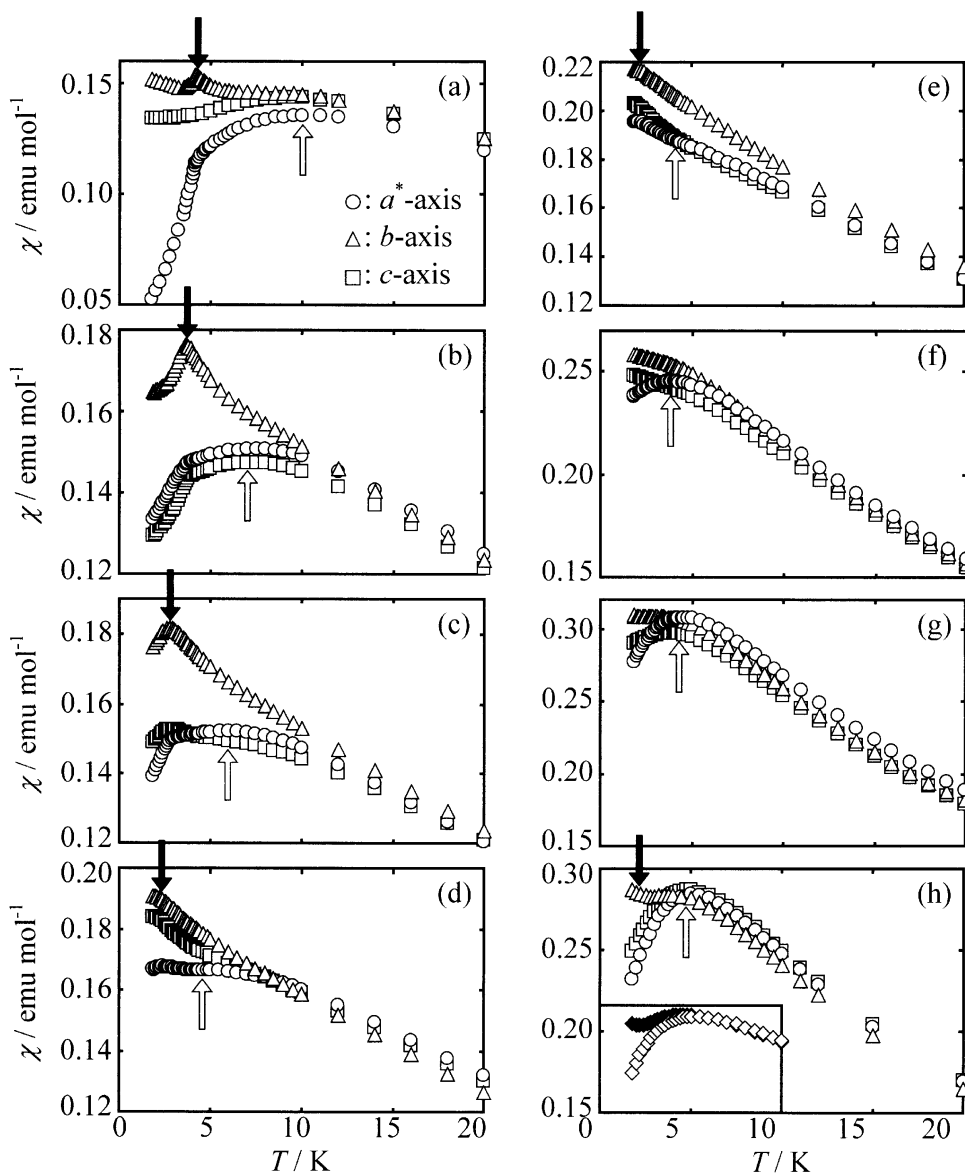 (a)
χ / emu mol⁻¹
0.15
0.10
0.05
○: a*-axis
△: b-axis
□: c-axis
(b)
χ / emu mol⁻¹
0.18
0.16
0.14
0.12
(c)
χ / emu mol⁻¹
0.18
0.16
0.14
0.12
(d)
χ / emu mol⁻¹
0.20
0.18
0.16
0.14
0.12
0 5 10 15 20
T / K
(e)
0.22
0.20
0.18
0.16
0.14
0.12
(f)
0.25
0.20
0.15
(g)
0.30
0.25
0.20
0.15
(h)
0.30
0.25
0.20
0.15
0 5 10 15 20
T / K